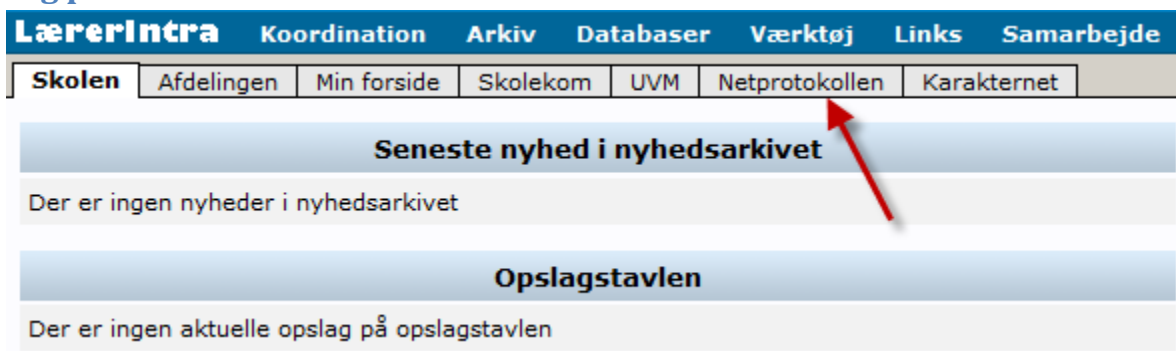 LærerIntra Koordination Arkiv Databaser Værktøj Links Samarbejde
Skolen Afdelingen Min forside Skolekom UVM Netprotokollen Karakternet
Seneste nyhed i nyhedsarkivet
Der er ingen nyheder i nyhedsarkivet
Opslagstavlen
Der er ingen aktuelle opslag på opslagstavlen